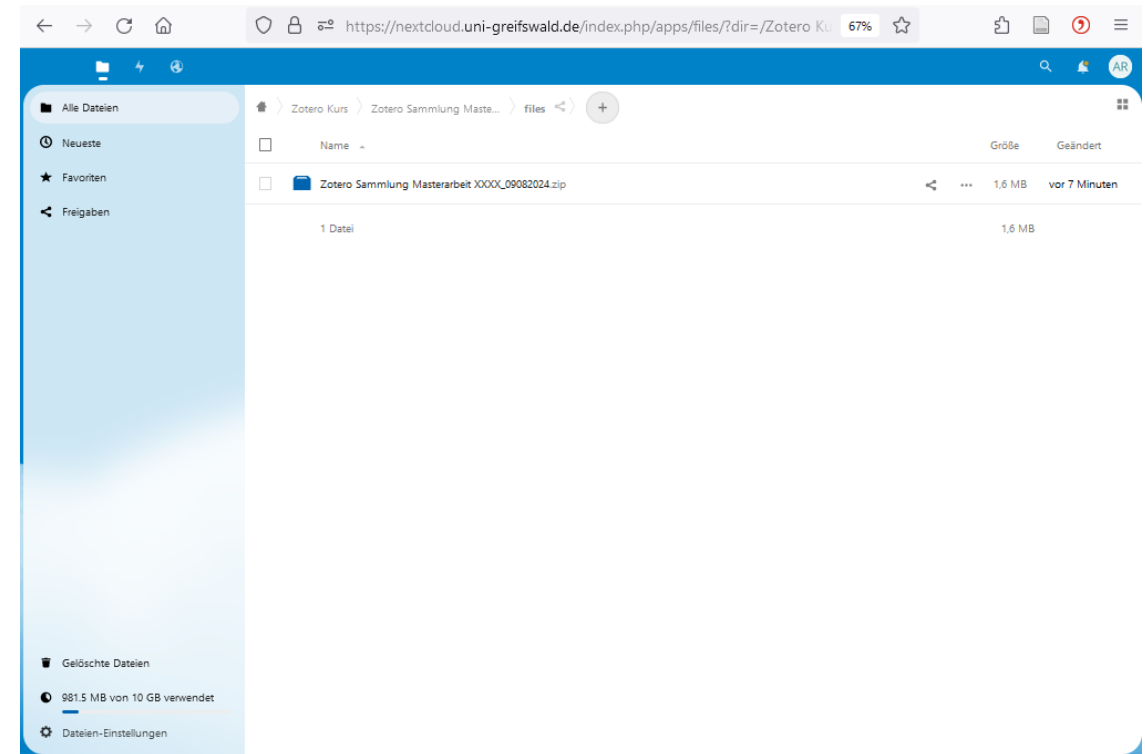 https://nextcloud.uni-greifswald.de/index.php/apps/files/?dir=/Zotero Ku 67%
AR
Alle Dateien
Neueste
Favoriten
Freigaben
Zotero Kurs Zotero Sammlung Maste... files +
Name Größe Geändert
Zotero Sammlung Masterarbeit XXXX_09082024.zip 1,6 MB vor 7 Minuten
1 Datei 1,6 MB
Gelöschte Dateien
981.5 MB von 10 GB verwendet
Dateien-Einstellungen